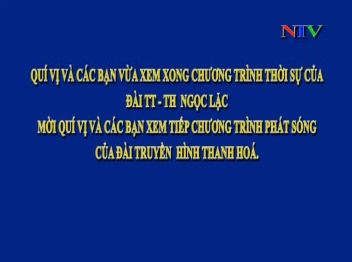 NTV
QUÍ VỊ VÀ CÁC BẠN VỪA XEM XONG CHƯƠNG TRÌNH THỜI SỰ CỦA
ĐÀI TT - TH NGỌC LẶC
MỜI QUÍ VỊ VÀ CÁC BẠN XEM TIẾP CHƯƠNG TRÌNH PHÁT SÓNG
CỦA ĐÀI TRUYỀN HÌNH THANH HOÁ.